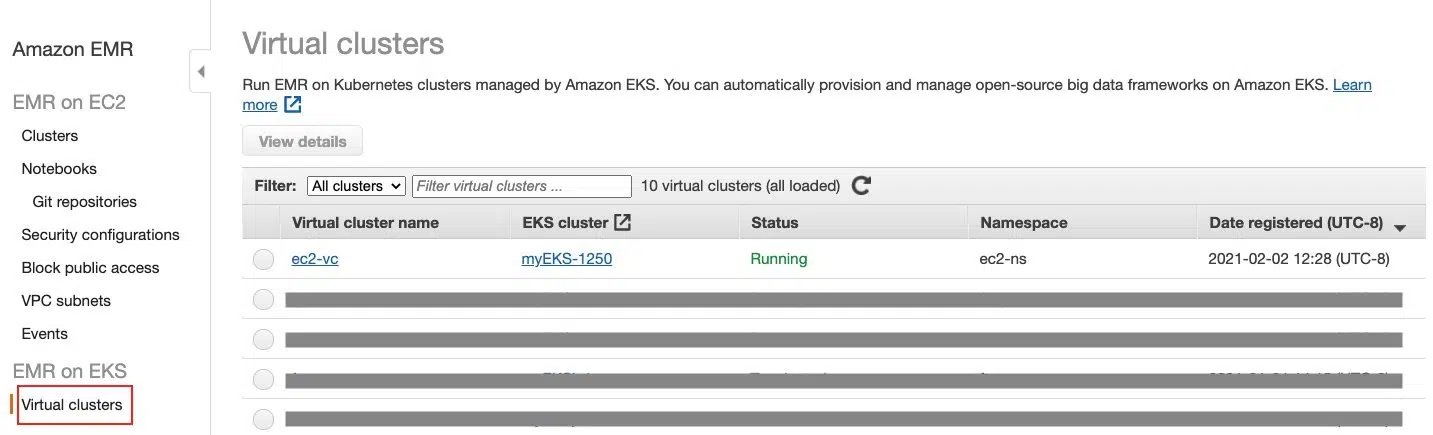 Amazon EMR
EMR on EC2
Clusters
Notebooks
Git repositories
Security configurations
Block public access
VPC subnets
Events
EMR on EKS
Virtual clusters
Virtual clusters
Run EMR on Kubernetes clusters managed by Amazon EKS. You can automatically provision and manage open-source big data frameworks on Amazon EKS. Learn
more
View details
Filter: All clusters Filter virtual clusters ... 10 virtual clusters (all loaded)
Virtual cluster name EKS cluster Status Namespace Date registered (UTC-8)
ec2-vc myEKS-1250 Running ec2-ns 2021-02-02 12:28 (UTC-8)